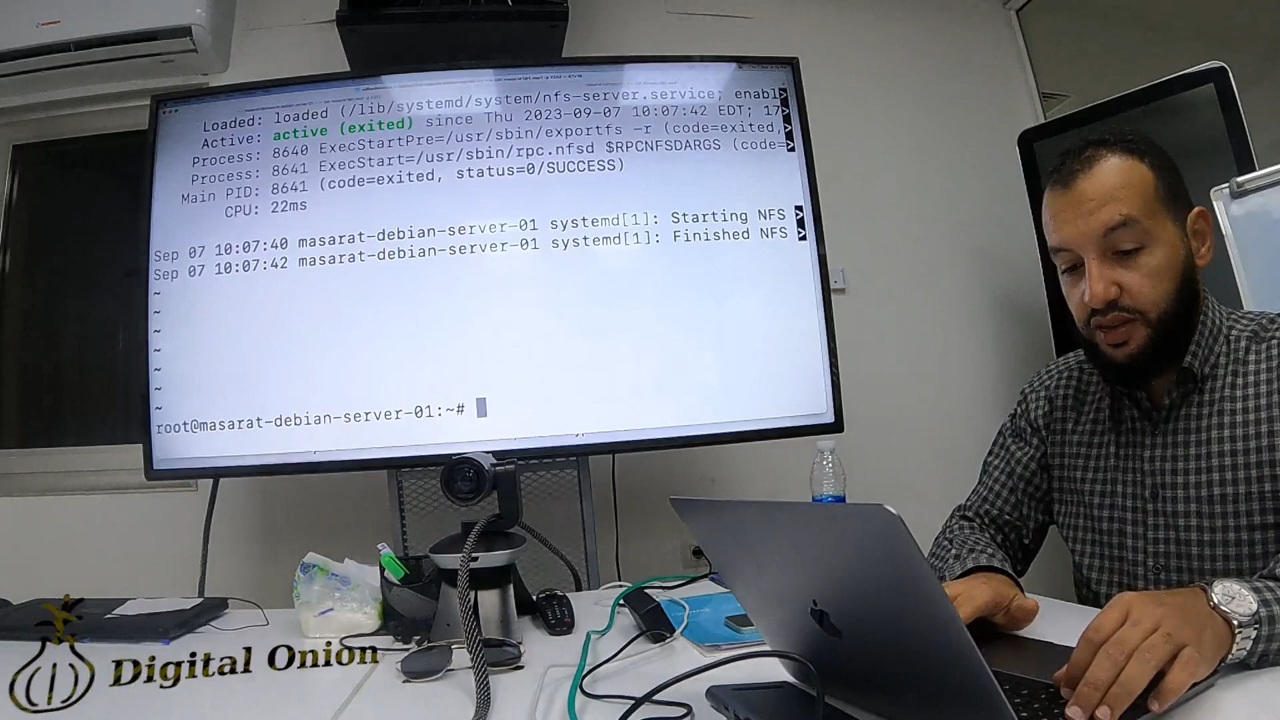 Loaded: loaded (/lib/systemd/system/nfs-server.service; enabl>
Active: active (exited) since Thu 2023-09-07 10:07:42 EDT; 17>
Process: 8640 ExecStartPre=/usr/sbin/exportfs -r (code=exited,>
Process: 8641 ExecStart=/usr/sbin/rpc.nfsd $RPCNFSDARGS (code=>
Main PID: 8641 (code=exited, status=0/SUCCESS)
CPU: 22ms
Sep 07 10:07:40 masarat-debian-server-01 systemd[1]: Starting NFS >
Sep 07 10:07:42 masarat-debian-server-01 systemd[1]: Finished NFS >
~
~
~
~
~
~
~
root@masarat-debian-server-01:~#
Digital Onion